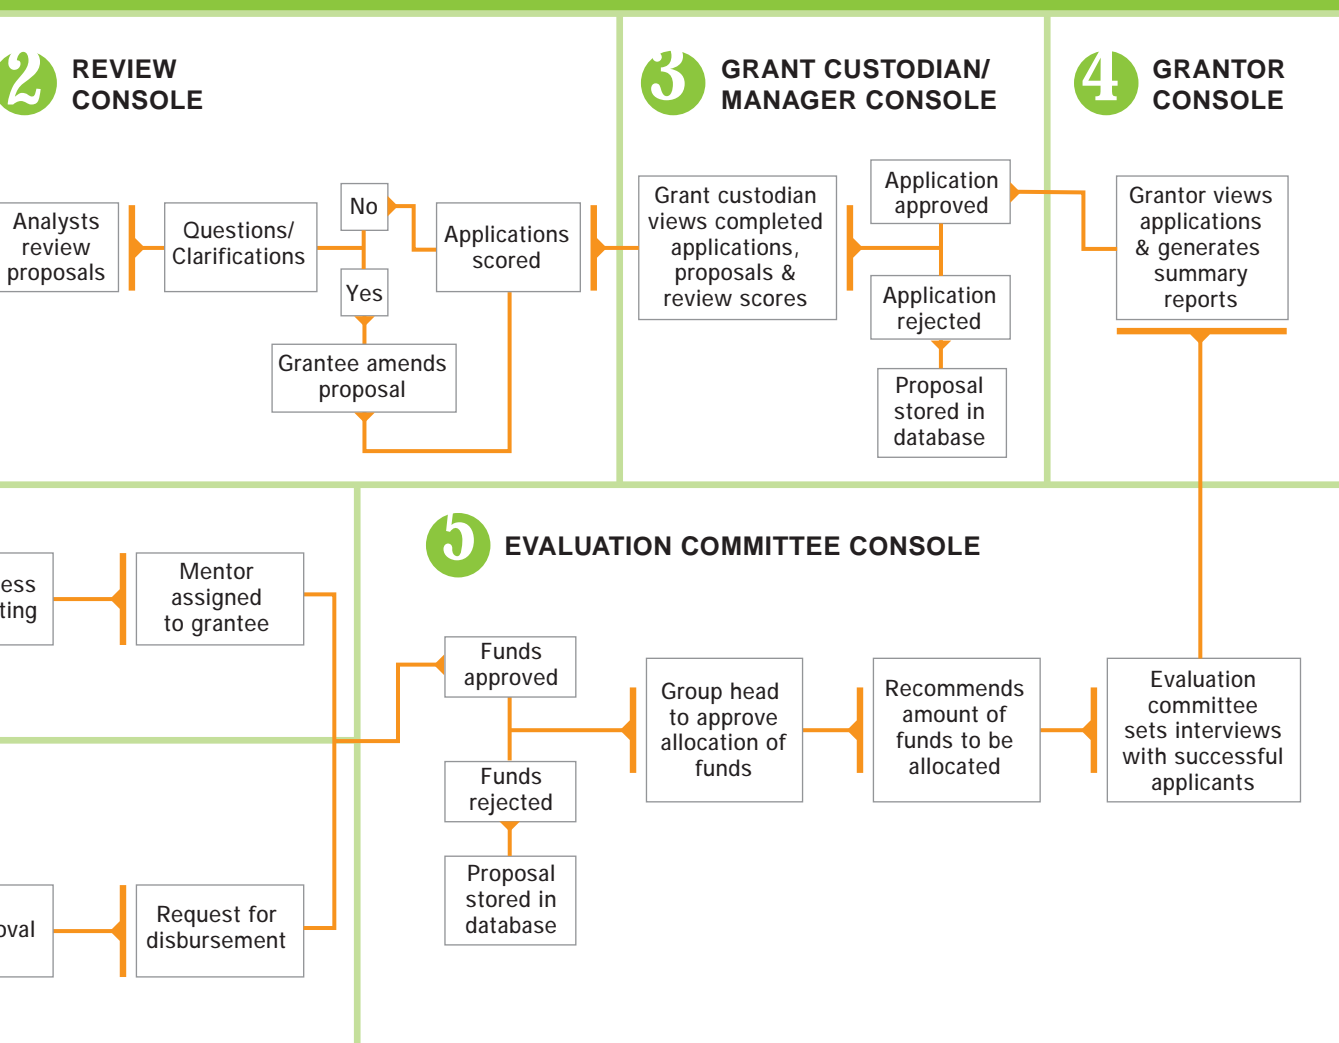 2
REVIEW
CONSOLE
Analysts
review
proposals
Questions/
Clarifications
No
Yes
Grantee amends
proposal
Applications
scored
3
GRANT CUSTODIAN/
MANAGER CONSOLE
Grant custodian
views completed
applications,
proposals &
review scores
Application
approved
Application
rejected
Proposal
stored in
database
4
GRANTOR
CONSOLE
Grantor views
applications
& generates
summary
reports
5
EVALUATION COMMITTEE CONSOLE
Evaluation
committee
sets interviews
with successful
applicants
Recommends
amount of
funds to be
allocated
Group head
to approve
allocation of
funds
Funds
approved
Funds
rejected
Proposal
stored in
database
Mentor
assigned
to grantee
ess
ting
Request for
disbursement
oval